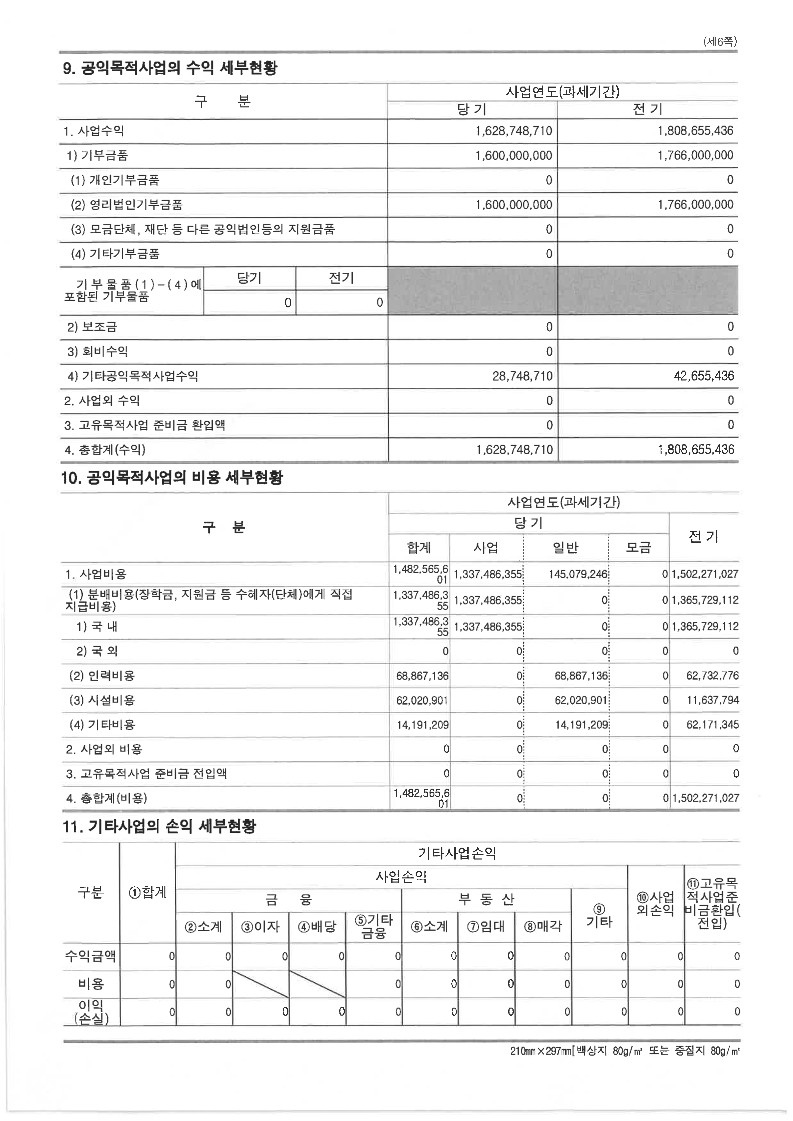 (제6쪽)
9. 공익목적사업의 수익 세부현황
구 분 사업연도(과세기간)
당 기 전 기
1. 사업수익 1,628,748,710 1,808,655,436
1) 기부금품 1,600,000,000 1,766,000,000
(1) 개인기부금품 0 0
(2) 영리법인기부금품 1,600,000,000 1,766,000,000
(3) 모금단체, 재단 등 다른 공익법인등의 지원금품 0 0
(4) 기타기부금품 0 0
기 부 물 품 ( 1 ) - ( 4 ) 에 당기 전기
포함된 기부물품 0 0
2) 보조금 0 0
3) 회비수익 0 0
4) 기타공익목적사업수익 28,748,710 42,655,436
2. 사업외 수익 0 0
3. 고유목적사업 준비금 환입액 0 0
4. 총합계(수익) 1,628,748,710 1,808,655,436
10. 공익목적사업의 비용 세부현황
구 분 사업연도(과세기간)
당 기 전 기
합계 사업 일반 모금
1. 사업비용 1,482,565,601 1,337,486,355 145,079,246 0 1,502,271,027
(1) 분배비용(장학금, 지원금 등 수혜자(단체)에게 직접
지급비용) 1,337,486,355 1,337,486,355 0 0 1,365,729,112
1) 국 내 1,337,486,355 1,337,486,355 0 0 1,365,729,112
2) 국 외 0 0 0 0 0
(2) 인력비용 68,867,136 0 68,867,136 0 62,732,776
(3) 시설비용 62,020,901 0 62,020,901 0 11,637,794
(4) 기타비용 14,191,209 0 14,191,209 0 62,171,345
2. 사업외 비용 0 0 0 0 0
3. 고유목적사업 준비금 전입액 0 0 0 0 0
4. 총합계(비용) 1,482,565,601 0 0 0 1,502,271,027
11. 기타사업의 손익 세부현황
구분 ①합계 기타사업손익
사업손익 ⑩사업외손익 ⑪고유목적사업준비금환입(전입)
금 융 부 동 산 ⑨기타
②소계 ③이자 ④배당 ⑤기타금융 ⑥소계 ⑦임대 ⑧매각
수익금액 0 0 0 0 0 0 0 0 0 0 0
비용 0 0 0 0 0 0 0 0 0
이익
(손실) 0 0 0 0 0 0 0 0 0 0 0
210mm×297mm[백상지 80g/㎡ 또는 중질지 80g/㎡